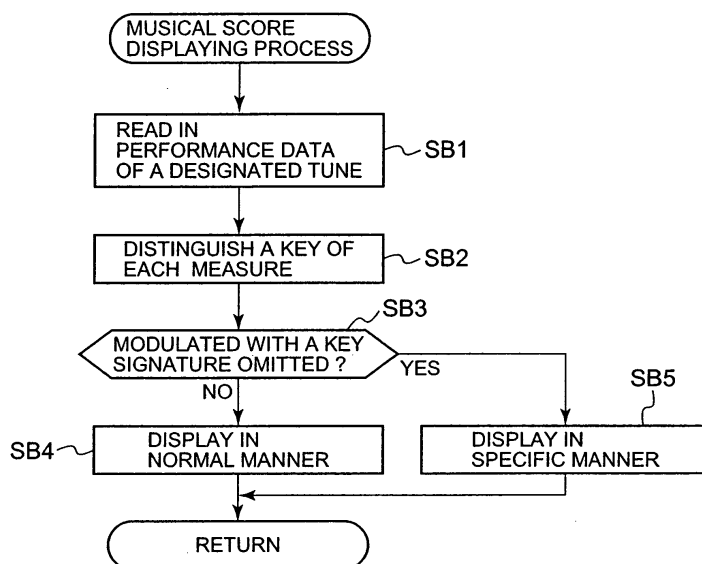 MUSICAL SCORE
DISPLAYING PROCESS
READ IN
PERFORMANCE DATA
OF A DESIGNATED TUNE
SB1
DISTINGUISH A KEY OF
EACH MEASURE
SB2
SB3
MODULATED WITH A KEY
SIGNATURE OMITTED ?
YES
NO
SB5
SB4
DISPLAY IN
NORMAL MANNER
DISPLAY IN
SPECIFIC MANNER
RETURN